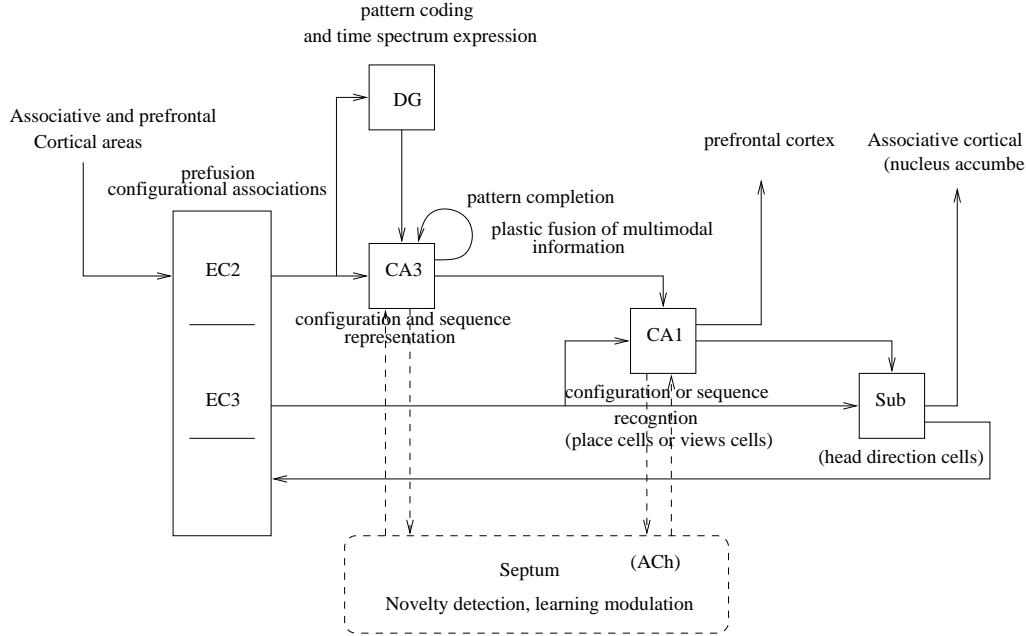 pattern coding
and time spectrum expression
DG
Associative and prefrontal
Cortical areas
prefrontal cortex
Associative cortical
(nucleus accumbe
prefusion
configurational associations
pattern completion
plastic fusion of multimodal
information
EC2
CA3
configuration and sequence
representation
CA1
EC3
configuration or sequence
recogntion
(place cells or views cells)
Sub
(head direction cells)
(ACh)
Septum
Novelty detection, learning modulation